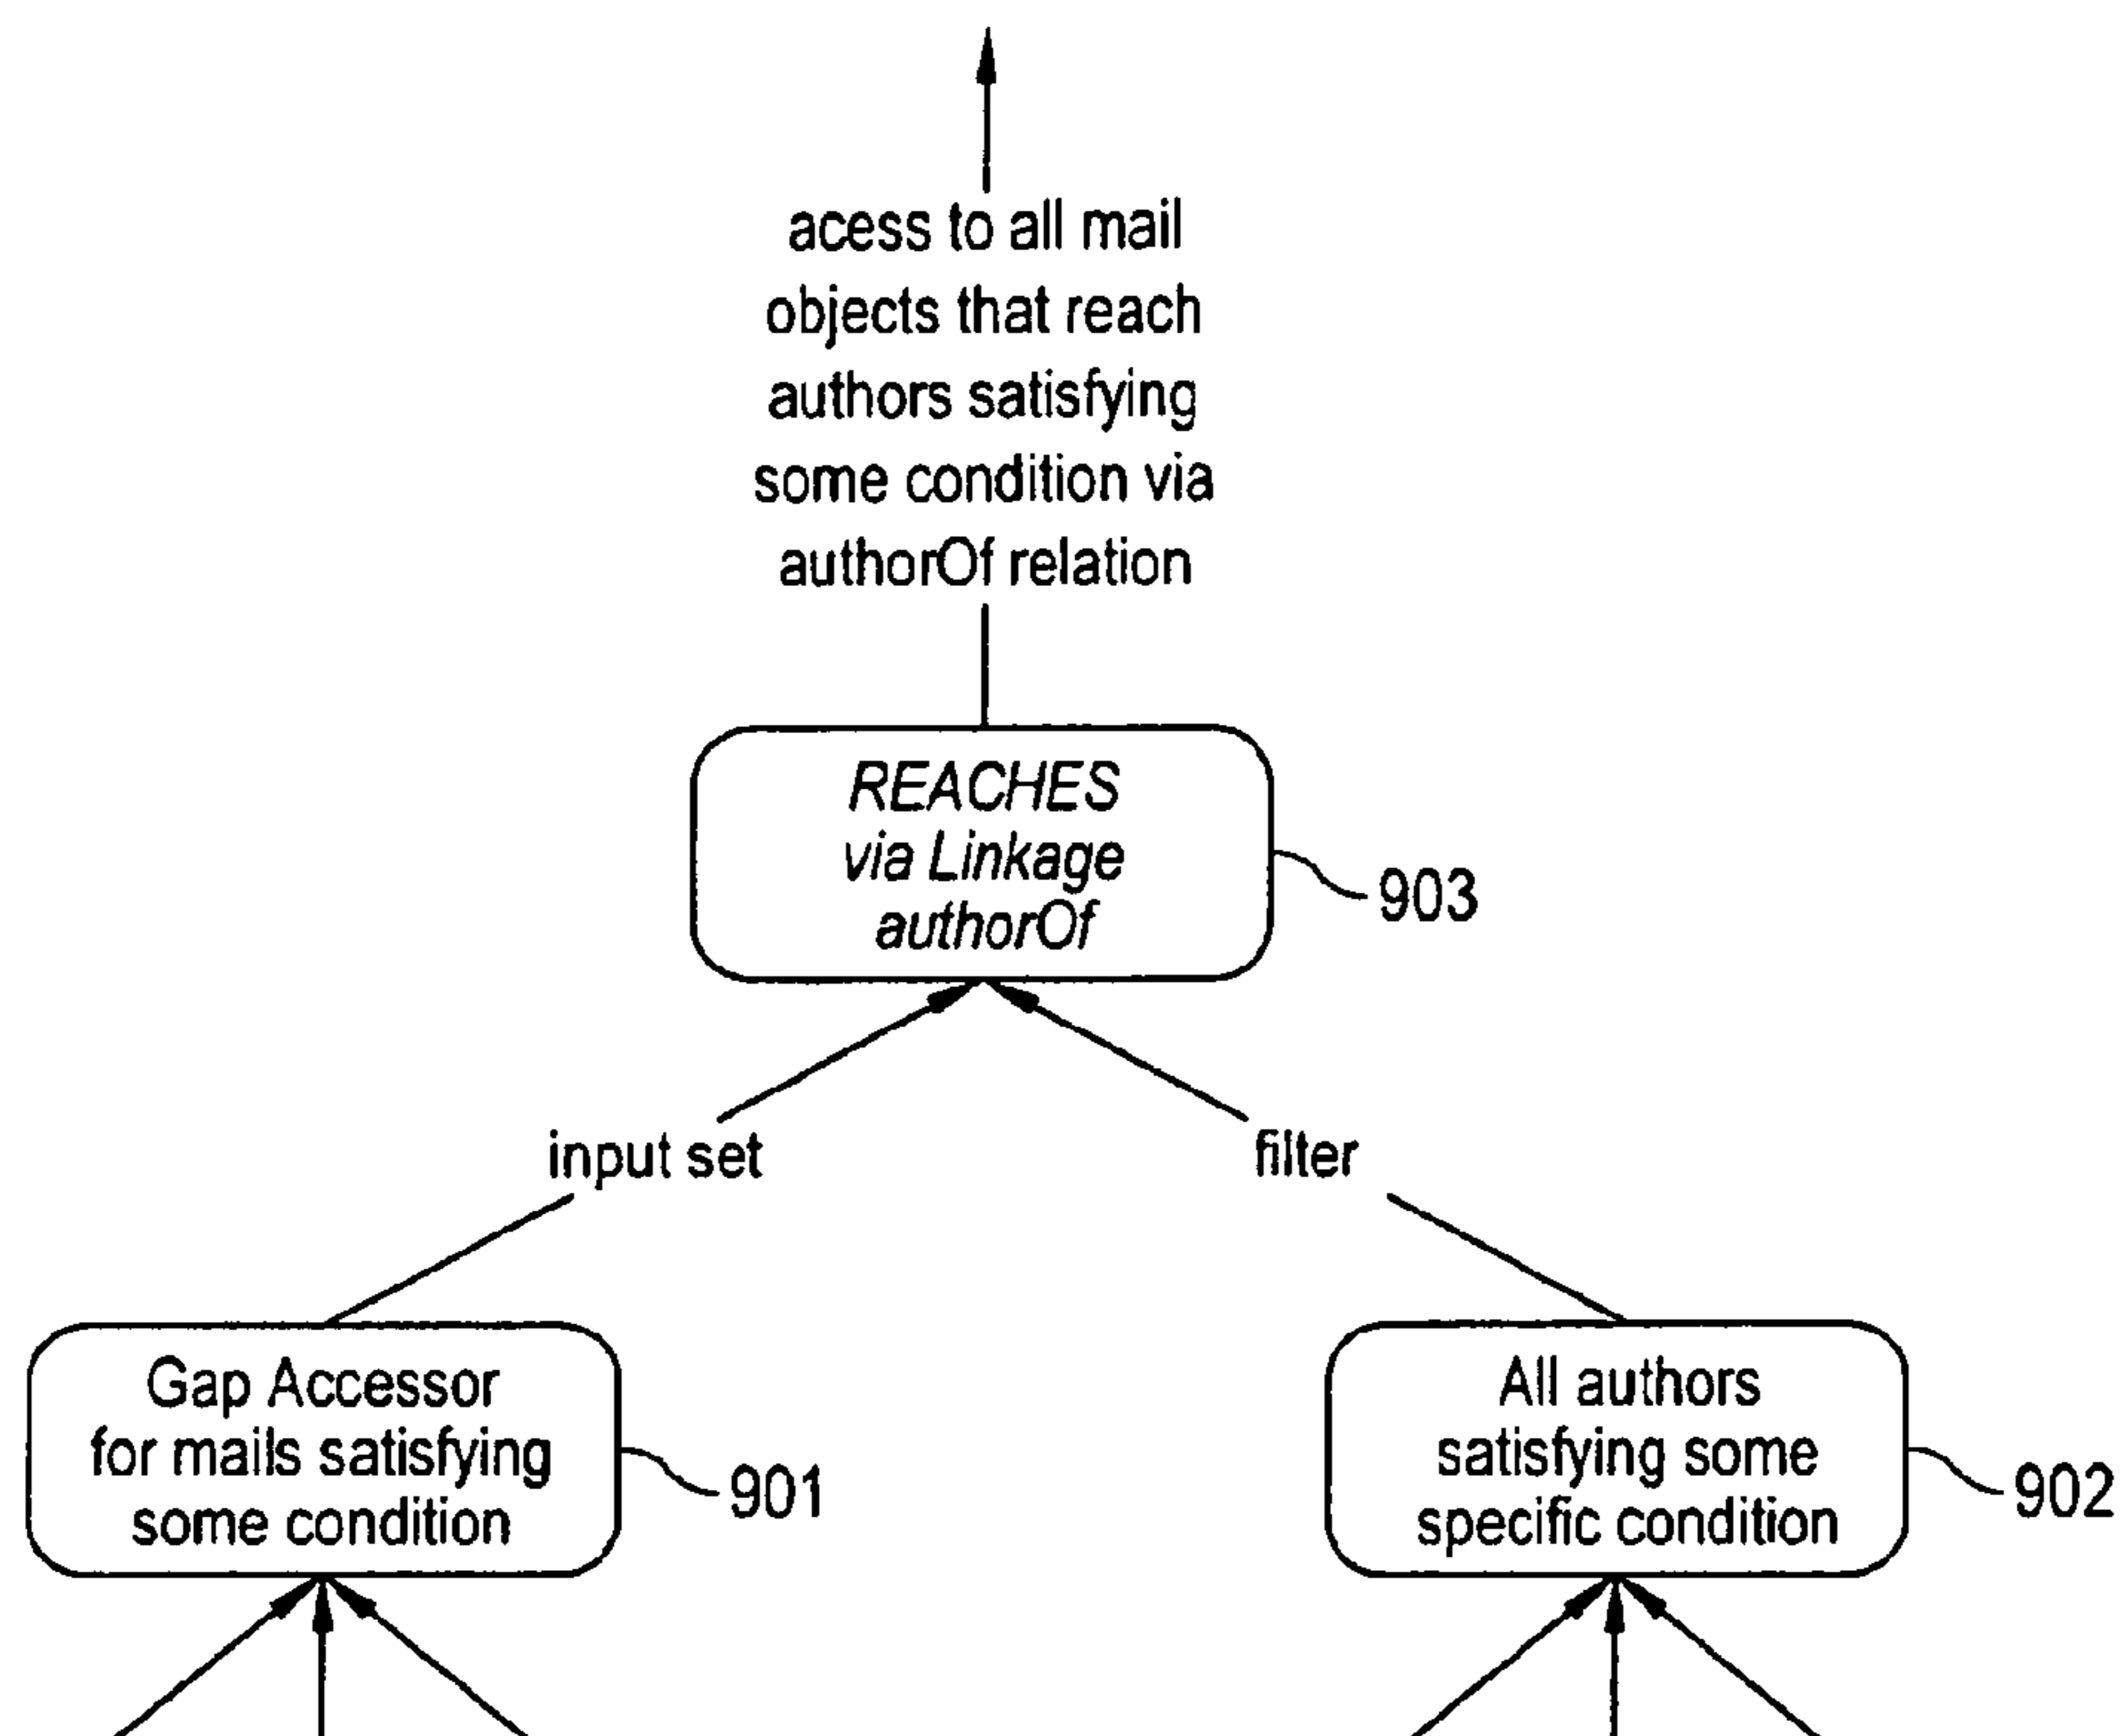 acess to all mail
objects that reach
authors satisfying
some condition via
authorOf relation
REACHES
via Linkage
authorOf
903
input set
filter
Gap Accessor
for mails satisfying
some condition
901
All authors
satisfying some
specific condition
902